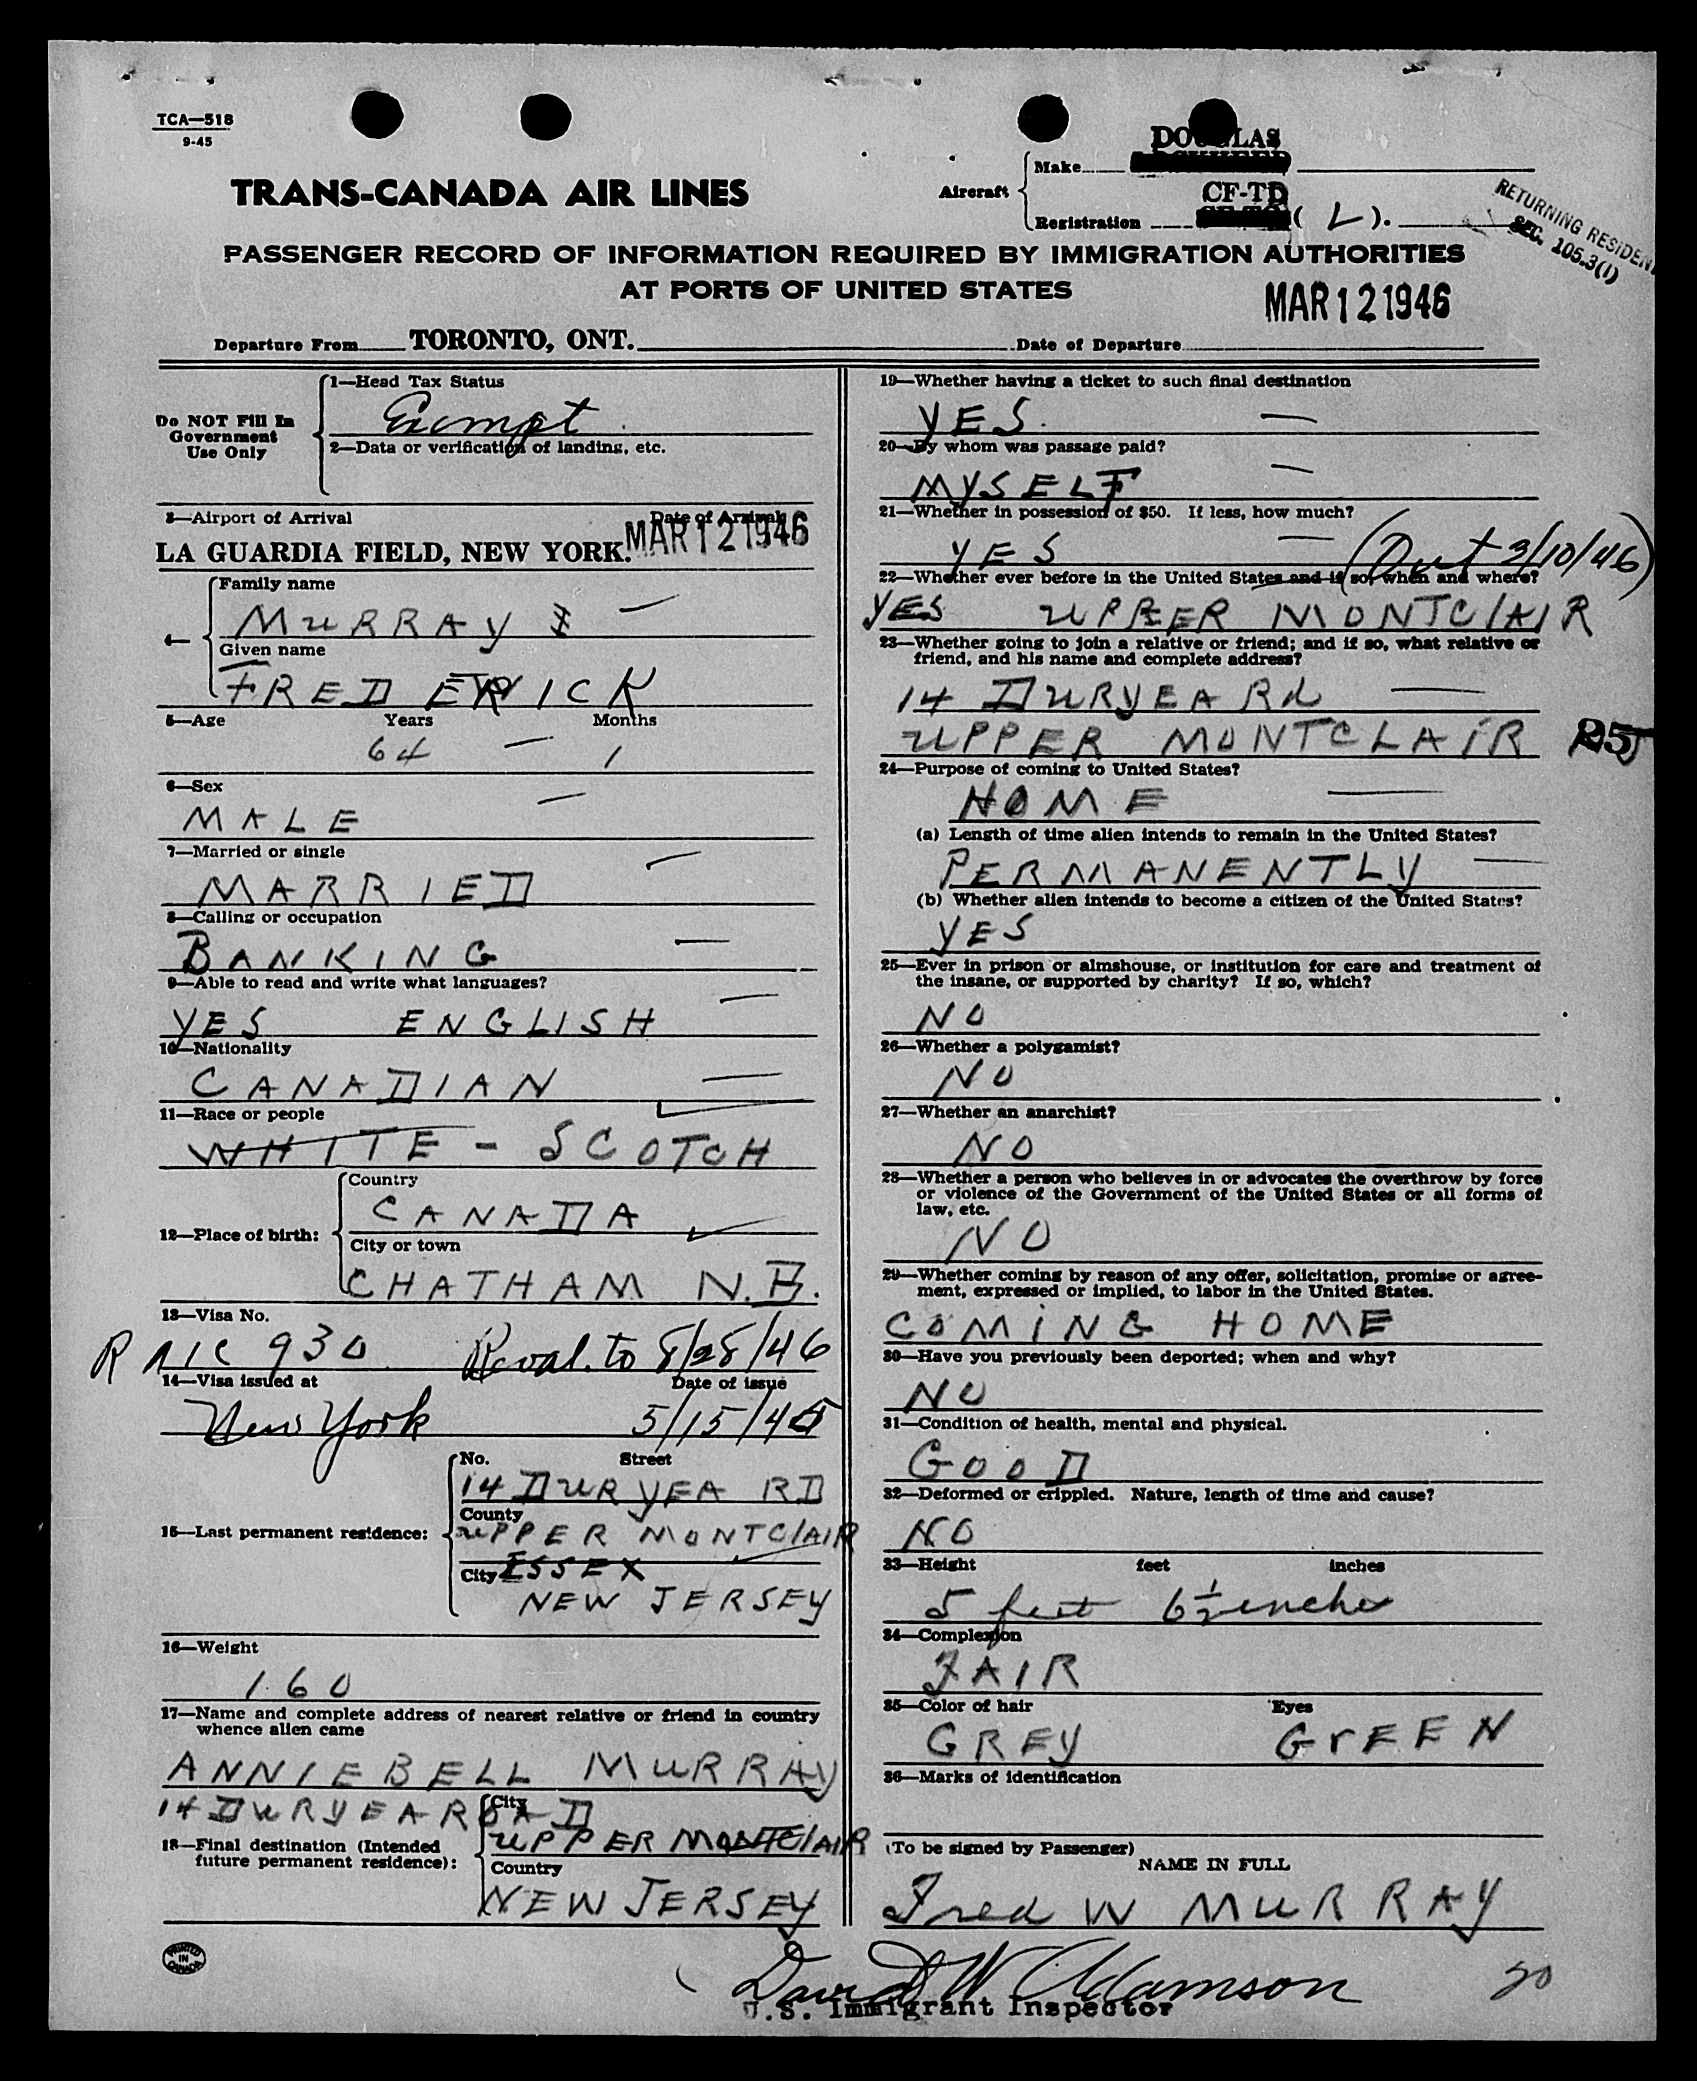 TCA—518
9-45
TRANS-CANADA AIR LINES
Aircraft
Make
DOUGLAS
Registration
CF-TD ( L ).
RETURNING RESIDENT
SEC. 105.3(1)
PASSENGER RECORD OF INFORMATION REQUIRED BY IMMIGRATION AUTHORITIES
AT PORTS OF UNITED STATES
MAR 12 1946
Departure From TORONTO, ONT. Date of Departure
Do NOT Fill In
Government
Use Only
1—Head Tax Status
Exempt
2—Data or verification of landing, etc.
3—Airport of Arrival Date of Arrival
LA GUARDIA FIELD, NEW YORK. MAR 12 1946
4—
Family name
MURRAY
Given name
FREDERICK
5—Age Years Months
64 — 1
6—Sex
MALE
7—Married or single
MARRIED
8—Calling or occupation
BANKING
9—Able to read and write what languages?
YES ENGLISH
10—Nationality
CANADIAN
11—Race or people
WHITE - SCOTCH
12—Place of birth:
Country
CANADA
City or town
CHATHAM N.B.
13—Visa No.
R 930 Reval. to 8/28/46
14—Visa issued at Date of issue
New York 5/15/45
15—Last permanent residence:
No. Street
14 DURYEA RD
County
UPPER MONTCLAIR
City ESSEX
NEW JERSEY
16—Weight
160
17—Name and complete address of nearest relative or friend in country
whence alien came
ANNIEBELL MURRAY
14 DURYEA ROAD
18—Final destination (Intended
future permanent residence):
City
UPPER MONTCLAIR
Country
NEW JERSEY
PRINTED
IN
CANADA
19—Whether having a ticket to such final destination
YES. —
20—By whom was passage paid?
MYSELF —
21—Whether in possession of $50. If less, how much?
YES — (Out 3/10/46)
22—Whether ever before in the United States and if so, when and where?
YES UPPER MONTCLAIR
23—Whether going to join a relative or friend; and if so, what relative or
friend, and his name and complete address?
14 DURYEA Rd —
UPPER MONTCLAIR
24—Purpose of coming to United States?
HOME —
(a) Length of time alien intends to remain in the United States?
PERMANENTLY —
(b) Whether alien intends to become a citizen of the United States?
YES
25—Ever in prison or almshouse, or institution for care and treatment of
the insane, or supported by charity? If so, which?
NO
26—Whether a polygamist?
NO
27—Whether an anarchist?
NO
28—Whether a person who believes in or advocates the overthrow by force
or violence of the Government of the United States or all forms of
law, etc.
NO
29—Whether coming by reason of any offer, solicitation, promise or agree-
ment, expressed or implied, to labor in the United States.
COMING HOME
30—Have you previously been deported; when and why?
NO
31—Condition of health, mental and physical.
GOOD
32—Deformed or crippled. Nature, length of time and cause?
NO
33—Height feet inches
5 feet 6½ inches
34—Complexion
FAIR
35—Color of hair Eyes
GREY GREEN
36—Marks of identification
(To be signed by Passenger)
NAME IN FULL
Fred W MURRAY
David W Adamson
U.S. Immigrant Inspector
20